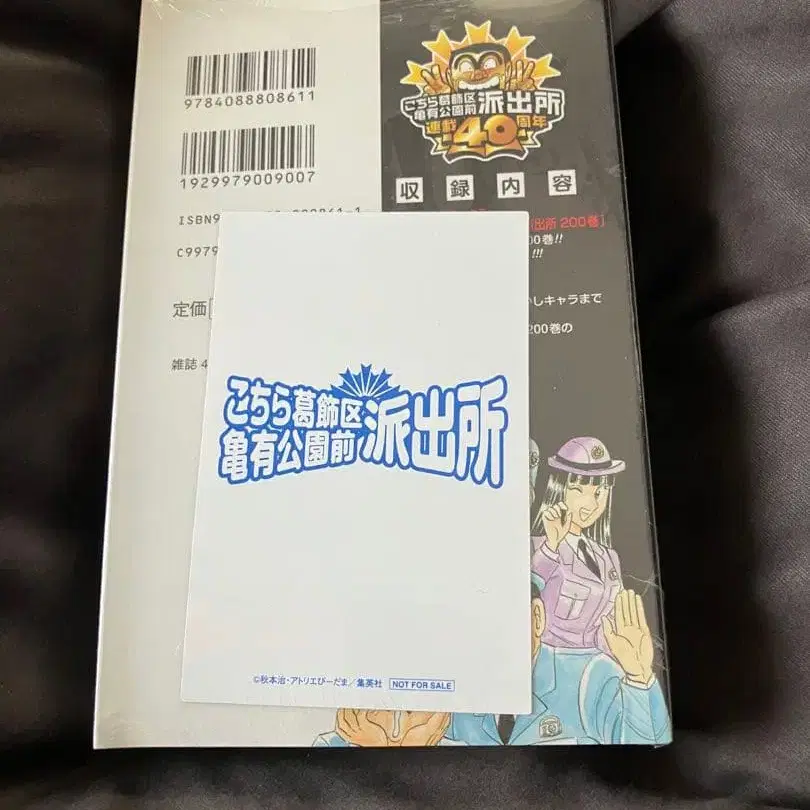 9784088808611
1929979009007
こちら葛飾区
亀有公園前
派出所
連載40周年
収録内容
ISBN9
861-1
C9979
出所 200巻]
00巻!!
!!!
定価
しキャラまで
200巻の
雑誌 4
こちら葛飾区
亀有公園前
派出所
©秋本治・アトリエびーだま/集英社
NOT FOR SALE